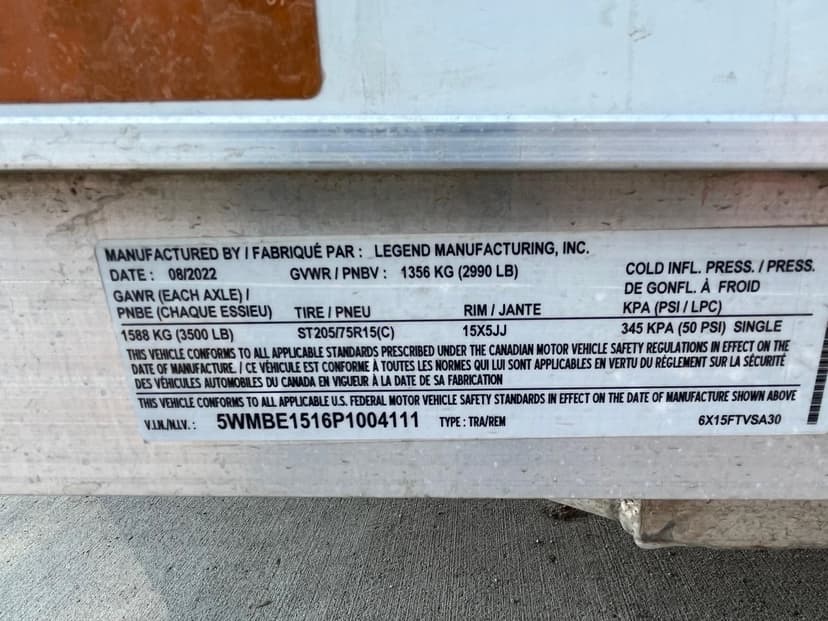 MANUFACTURED BY / FABRIQUÉ PAR : LEGEND MANUFACTURING, INC.
DATE : 08/2022 GVWR / PNBV : 1356 KG (2990 LB) COLD INFL. PRESS. / PRESS.
DE GONFL. À FROID
GAWR (EACH AXLE) /
PNBE (CHAQUE ESSIEU) TIRE / PNEU RIM / JANTE KPA (PSI / LPC)
1588 KG (3500 LB) ST205/75R15(C) 15X5JJ 345 KPA (50 PSI) SINGLE
THIS VEHICLE CONFORMS TO ALL APPLICABLE STANDARDS PRESCRIBED UNDER THE CANADIAN MOTOR VEHICLE SAFETY REGULATIONS IN EFFECT ON THE
DATE OF MANUFACTURE. / CE VÉHICULE EST CONFORME À TOUTES LES NORMES QUI LUI SONT APPLICABLES EN VERTU DU RÈGLEMENT SUR LA SÉCURITÉ
DES VÉHICULES AUTOMOBILES DU CANADA EN VIGUEUR À LA DATE DE SA FABRICATION
THIS VEHICLE CONFORMS TO ALL APPLICABLE U.S. FEDERAL MOTOR VEHICLE SAFETY STANDARDS IN EFFECT ON THE DATE OF MANUFACTURE SHOWN ABOVE
V.I.N./N.I.V. : 5WMBE1516P1004111 TYPE : TRA/REM 6X15FTVSA30